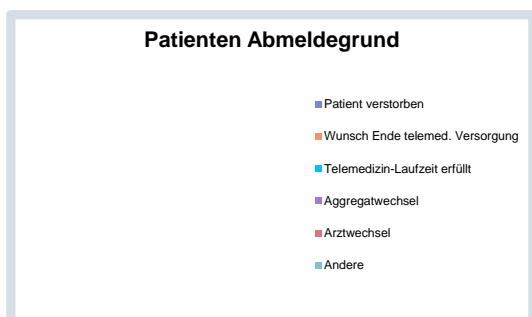 Patienten Abmeldegrund
Patient verstorben
Wunsch Ende telemed. Versorgung
Telemedizin-Laufzeit erfüllt
Aggregatwechsel
Arztwechsel
Andere